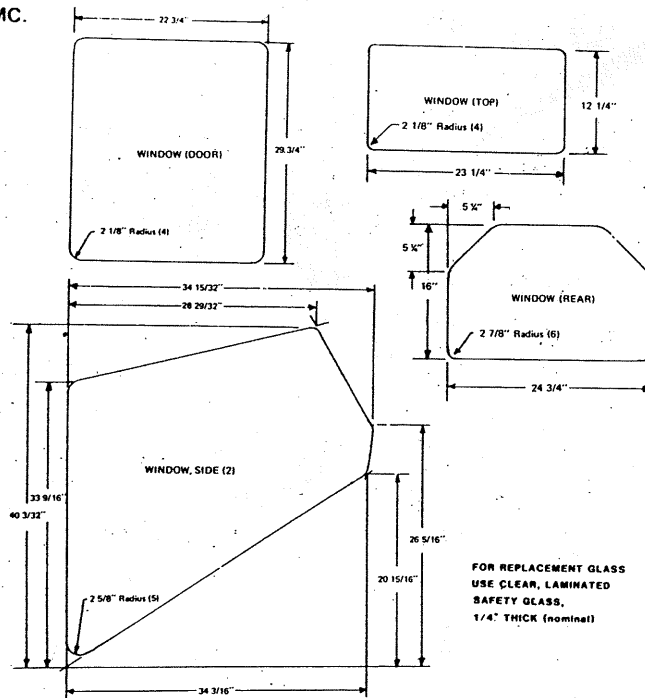 MC.
22 3/4"
29 3/4"
WINDOW (DOOR)
2 1/8" Radius (4)
WINDOW (TOP)
2 1/8" Radius (4)
12 1/4"
23 1/4"
5 ¼"
5 ¼"
16"
WINDOW (REAR)
2 7/8" Radius (6)
24 3/4"
34 15/32"
28 29/32"
WINDOW, SIDE (2)
33 9/16"
40 3/32"
2 5/8" Radius (5)
26 5/16"
20 15/16"
34 3/16"
FOR REPLACEMENT GLASS
USE CLEAR, LAMINATED
SAFETY GLASS,
1/4" THICK (nominal)